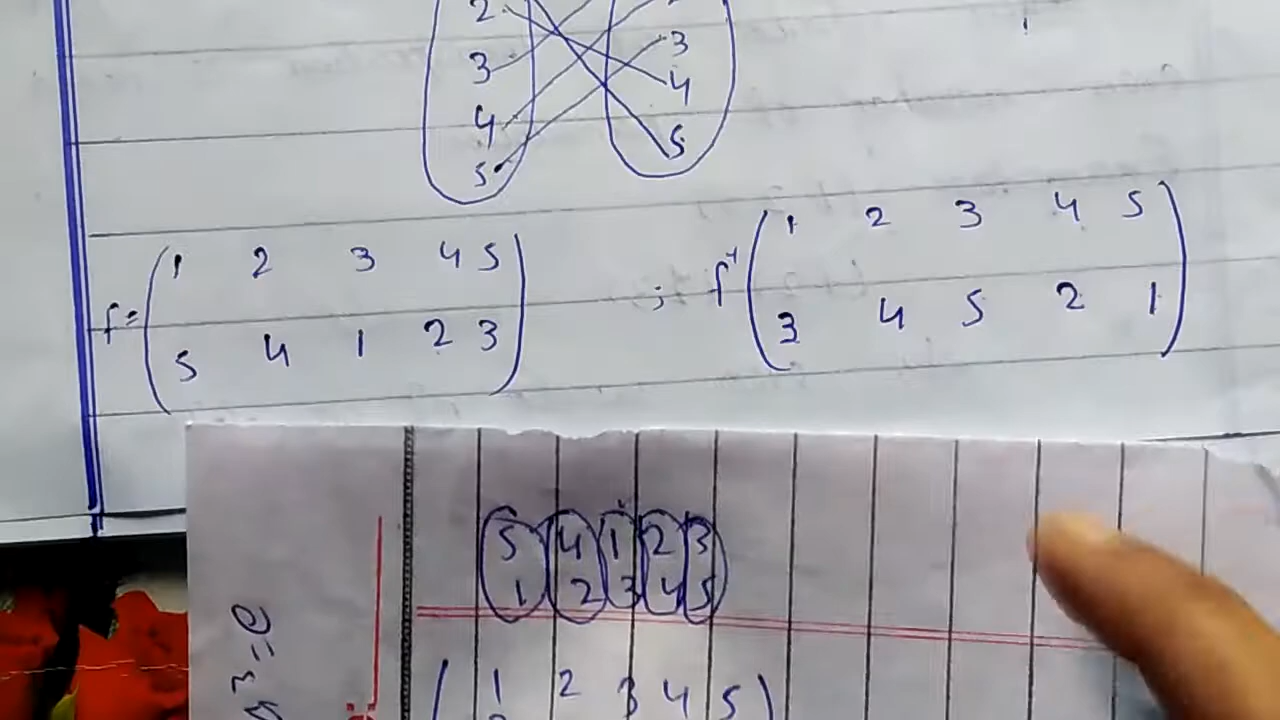 2
3 3
4 4
5 5
1 2 3 4 5 1 2 3 4 5
f = ; f⁻¹
5 4 1 2 3 3 4 5 2 1
5 4 1 2 3
1 2 3 4 5
1 2 3 4 5